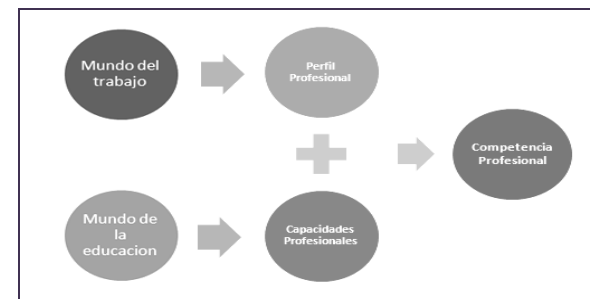 Mundo del
trabajo
Perfil
Profesional
Competencia
Profesional
Mundo de
la
educacion
Capacidades
Profesionales